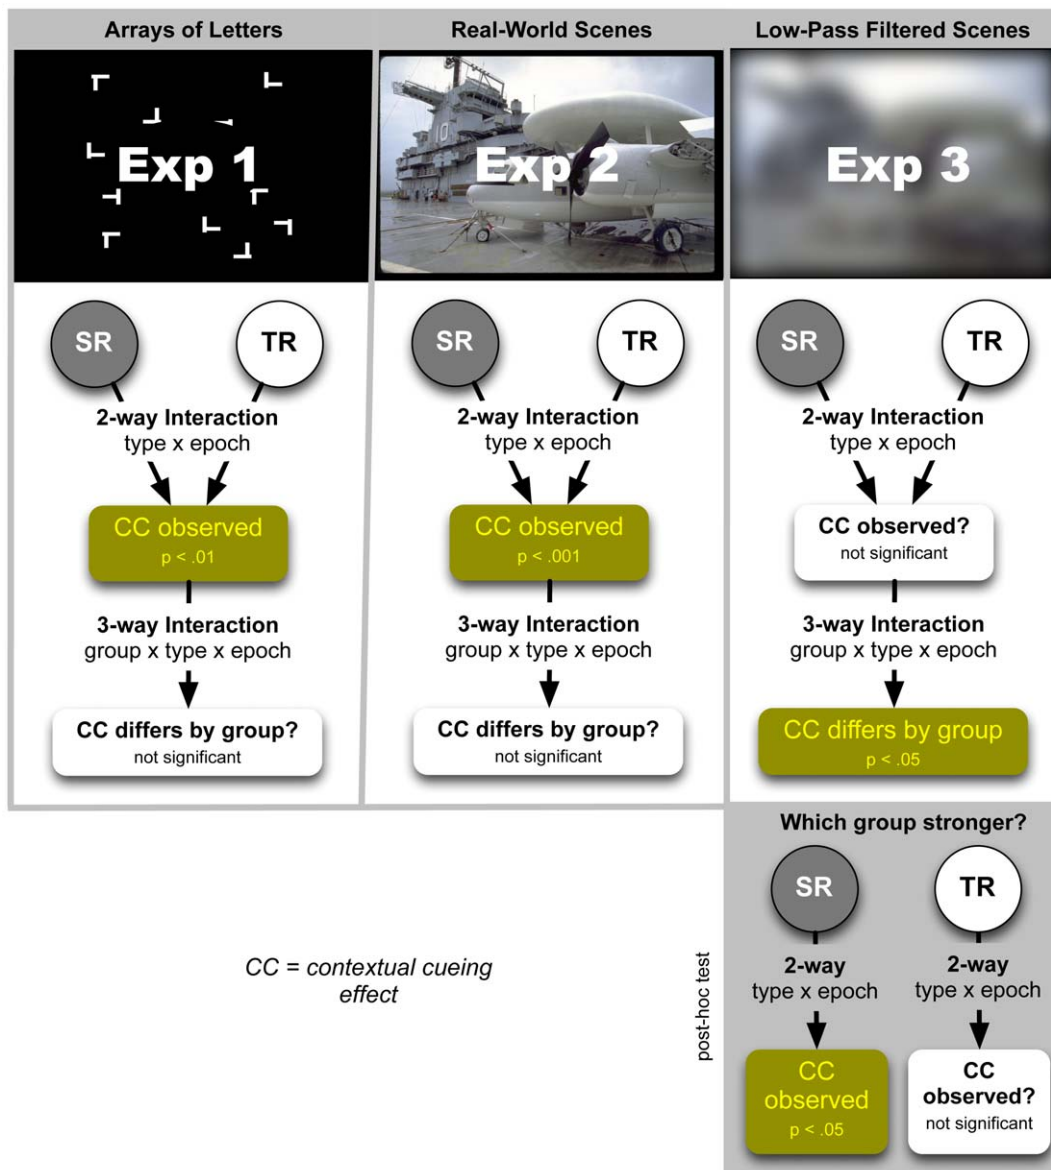 Arrays of Letters
Exp 1
SR
TR
2-way Interaction
type x epoch
CC observed
p < .01
3-way Interaction
group x type x epoch
CC differs by group?
not significant
Real-World Scenes
10
Exp 2
SR
TR
2-way Interaction
type x epoch
CC observed
p < .001
3-way Interaction
group x type x epoch
CC differs by group?
not significant
Low-Pass Filtered Scenes
Exp 3
SR
TR
2-way Interaction
type x epoch
CC observed?
not significant
3-way Interaction
group x type x epoch
CC differs by group
p < .05
post-hoc test
Which group stronger?
SR
2-way
type x epoch
CC
observed
p < .05
TR
2-way
type x epoch
CC
observed?
not significant
CC = contextual cueing
effect